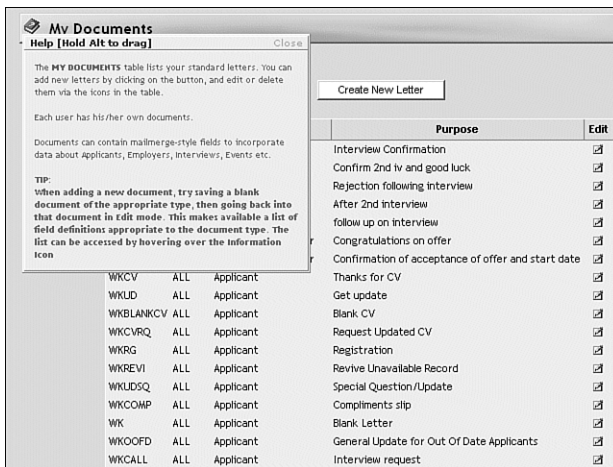 My Documents
Help [Hold Alt to drag] Close
The MY DOCUMENTS table lists your standard letters. You can
add new letters by clicking on the button, and edit or delete
them via the icons in the table.
Each user has his/her own documents.
Documents can contain mailmerge-style fields to incorporate
data about Applicants, Employers, Interviews, Events etc.
TIP:
When adding a new document, try saving a blank
document of the appropriate type, then going back into
that document in Edit mode. This makes available a list of
field definitions appropriate to the document type. The
list can be accessed by hovering over the Information
Icon
Create New Letter
Purpose Edit
Interview Confirmation
Confirm 2nd iv and good luck
Rejection following interview
After 2nd interview
follow up on interview
r Congratulations on offer
r Confirmation of acceptance of offer and start date
WKCV ALL Applicant Thanks for CV
WKUD ALL Applicant Get update
WKBLANKCV ALL Applicant Blank CV
WKCVRQ ALL Applicant Request Updated CV
WKRG ALL Applicant Registration
WKREVI ALL Applicant Revive Unavailable Record
WKUDSQ ALL Applicant Special Question/Update
WKCOMP ALL Applicant Compliments slip
WK ALL Applicant Blank Letter
WKOOFD ALL Applicant General Update for Out Of Date Applicants
WKCALL ALL Applicant Interview request